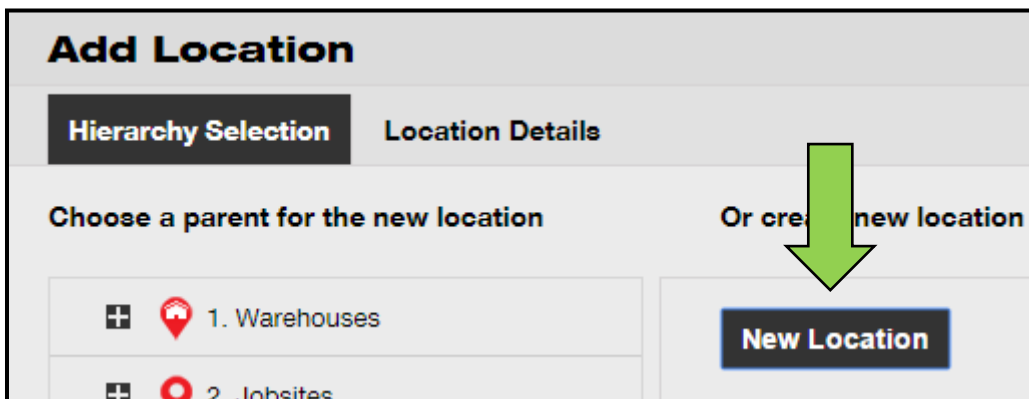 Add Location
Hierarchy Selection Location Details
Choose a parent for the new location
Or new location
1. Warehouses
New Location
2. Jobsites